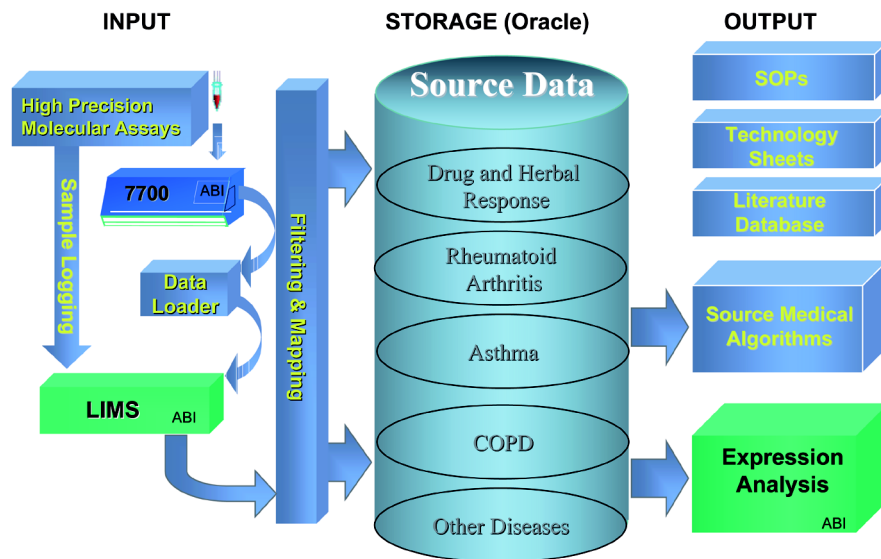 INPUT
STORAGE (Oracle)
OUTPUT
High Precision
Molecular Assays
Sample Logging
7700
ABI
Data
Loader
LIMS
ABI
Filtering & Mapping
Source Data
Drug and Herbal
Response
Rheumatoid
Arthritis
Asthma
COPD
Other Diseases
SOPs
Technology
Sheets
Literature
Database
Source Medical
Algorithms
Expression
Analysis
ABI